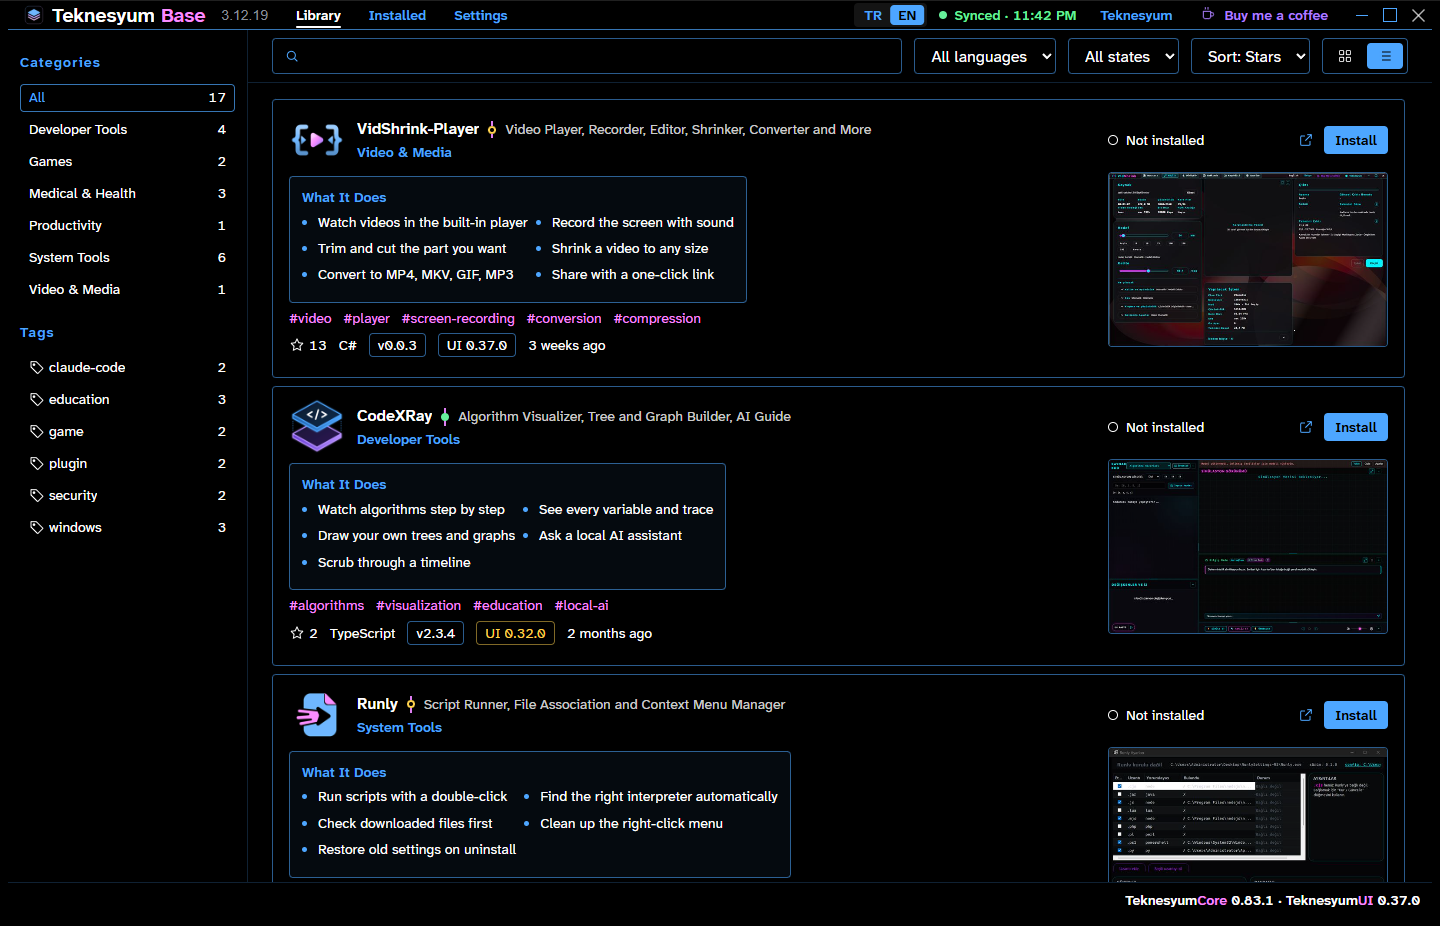 Teknesyum Base 3.12.19 Library Installed Settings TR EN Synced · 11:42 PM Teknesyum Buy me a coffee
Categories
All 17
Developer Tools 4
Games 2
Medical & Health 3
Productivity 1
System Tools 6
Video & Media 1
Tags
claude-code 2
education 3
game 2
plugin 2
security 2
windows 3
All languages All states Sort: Stars
VidShrink-Player Video Player, Recorder, Editor, Shrinker, Converter and More
Video & Media
Not installed Install
What It Does
Watch videos in the built-in player Record the screen with sound
Trim and cut the part you want Shrink a video to any size
Convert to MP4, MKV, GIF, MP3 Share with a one-click link
#video #player #screen-recording #conversion #compression
13 C# v0.0.3 UI 0.37.0 3 weeks ago
CodeXRay Algorithm Visualizer, Tree and Graph Builder, AI Guide
Developer Tools
Not installed Install
What It Does
Watch algorithms step by step See every variable and trace
Draw your own trees and graphs Ask a local AI assistant
Scrub through a timeline
#algorithms #visualization #education #local-ai
2 TypeScript v2.3.4 UI 0.32.0 2 months ago
Runly Script Runner, File Association and Context Menu Manager
System Tools
Not installed Install
What It Does
Run scripts with a double-click Find the right interpreter automatically
Check downloaded files first Clean up the right-click menu
Restore old settings on uninstall
TeknesyumCore 0.83.1 · TeknesyumUI 0.37.0